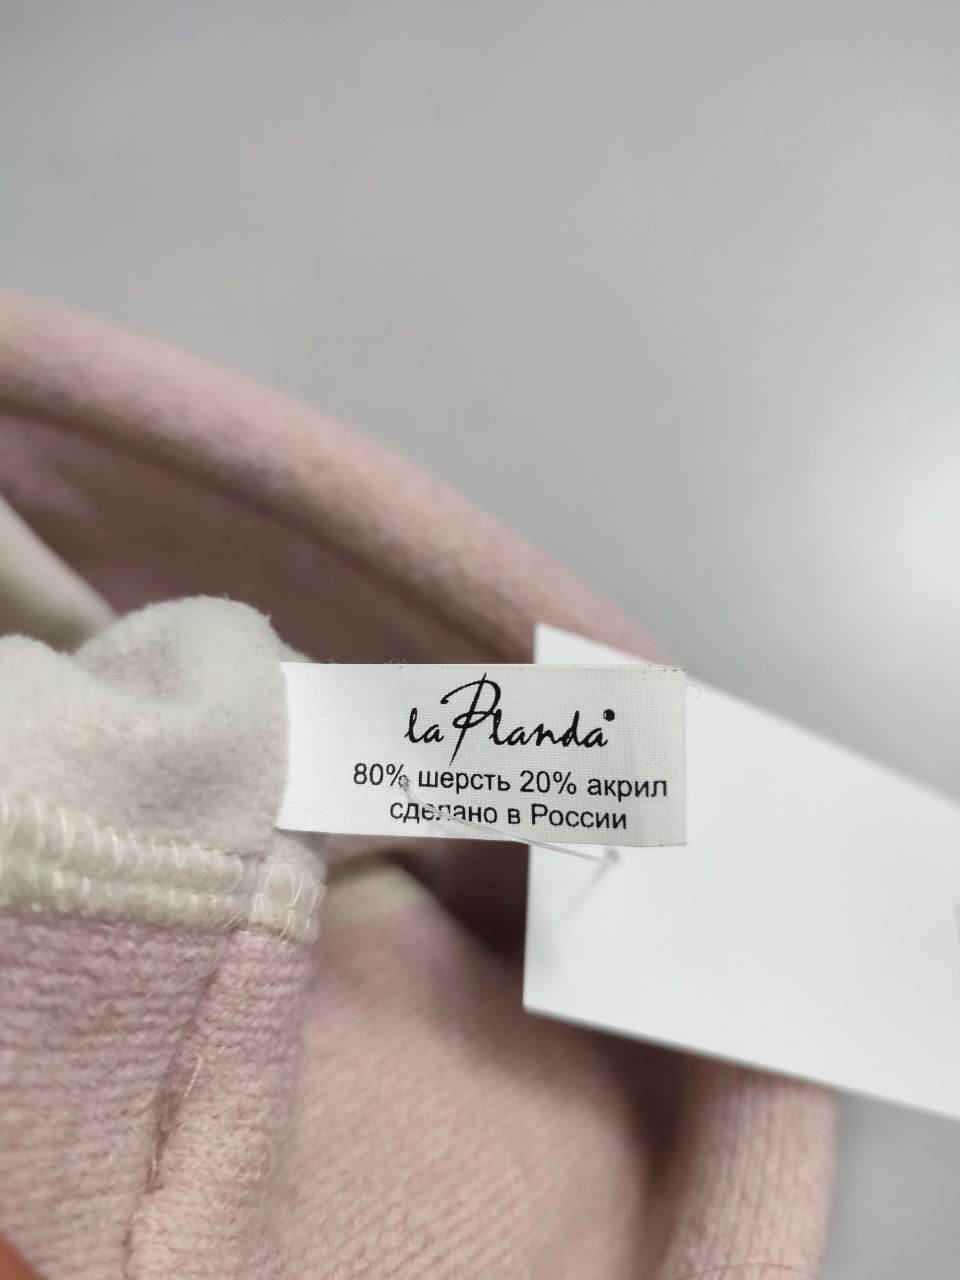 la Planda
80% шерсть 20% акрил
сделано в России